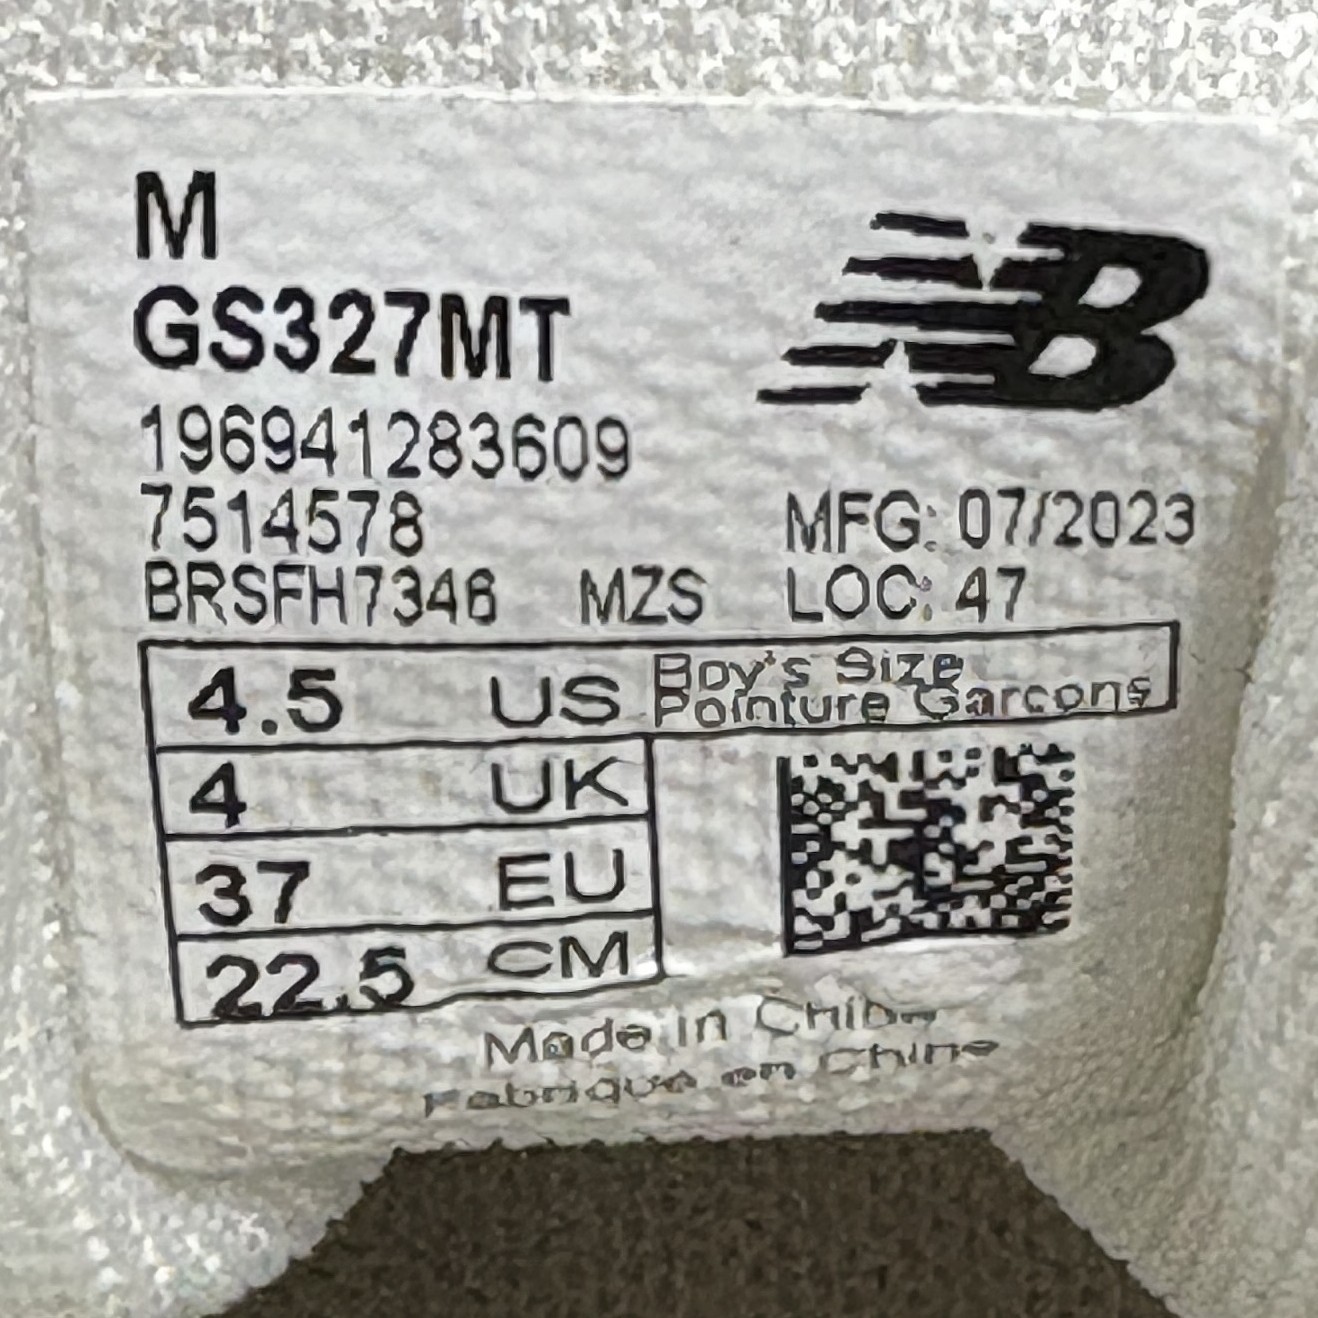 M
GS327MT
196941283609
7514578
MFG: 07/2023
BRSFH7346 MZS
LOC: 47
4.5 US
Boy's Size
Pointure Garcons
4 UK
37 EU
22.5 CM
Made in China
Fabrique en Chine